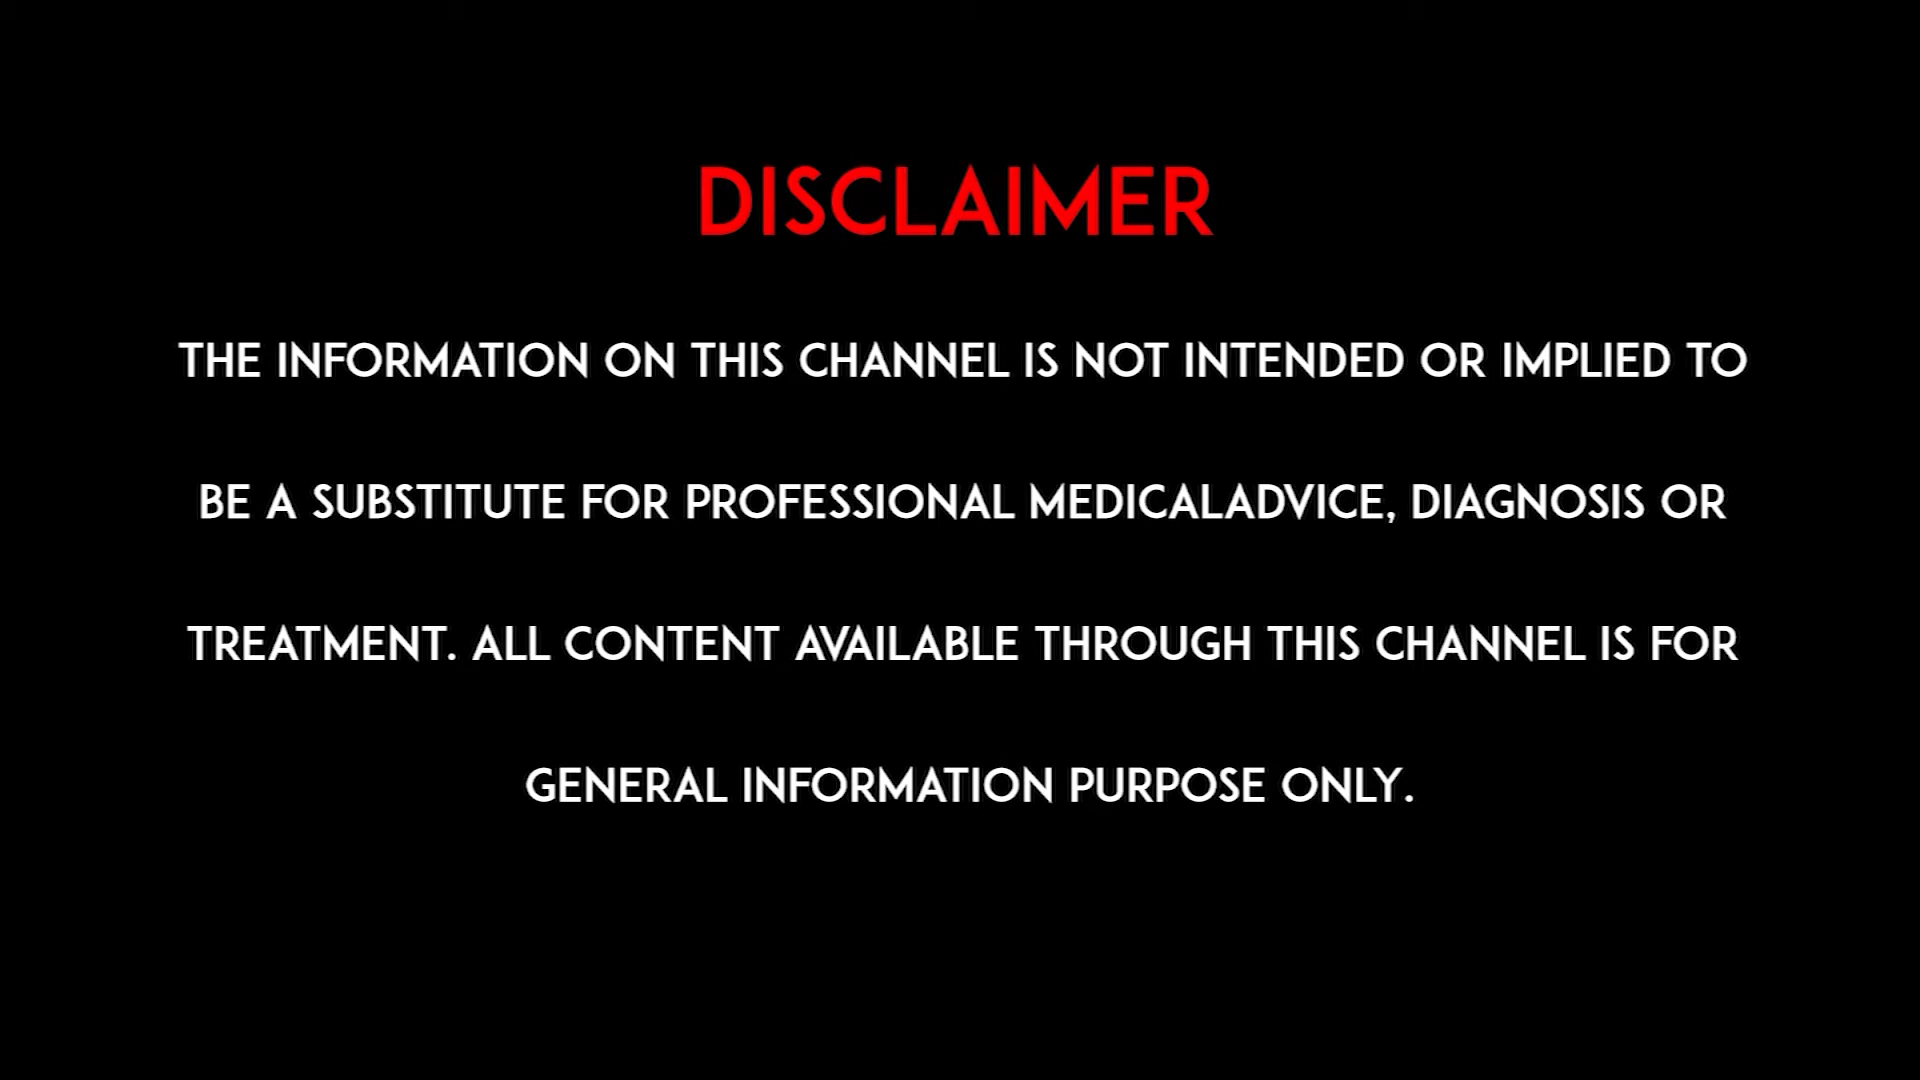 DISCLAIMER
THE INFORMATION ON THIS CHANNEL IS NOT INTENDED OR IMPLIED TO
BE A SUBSTITUTE FOR PROFESSIONAL MEDICALADVICE, DIAGNOSIS OR
TREATMENT. ALL CONTENT AVAILABLE THROUGH THIS CHANNEL IS FOR
GENERAL INFORMATION PURPOSE ONLY.